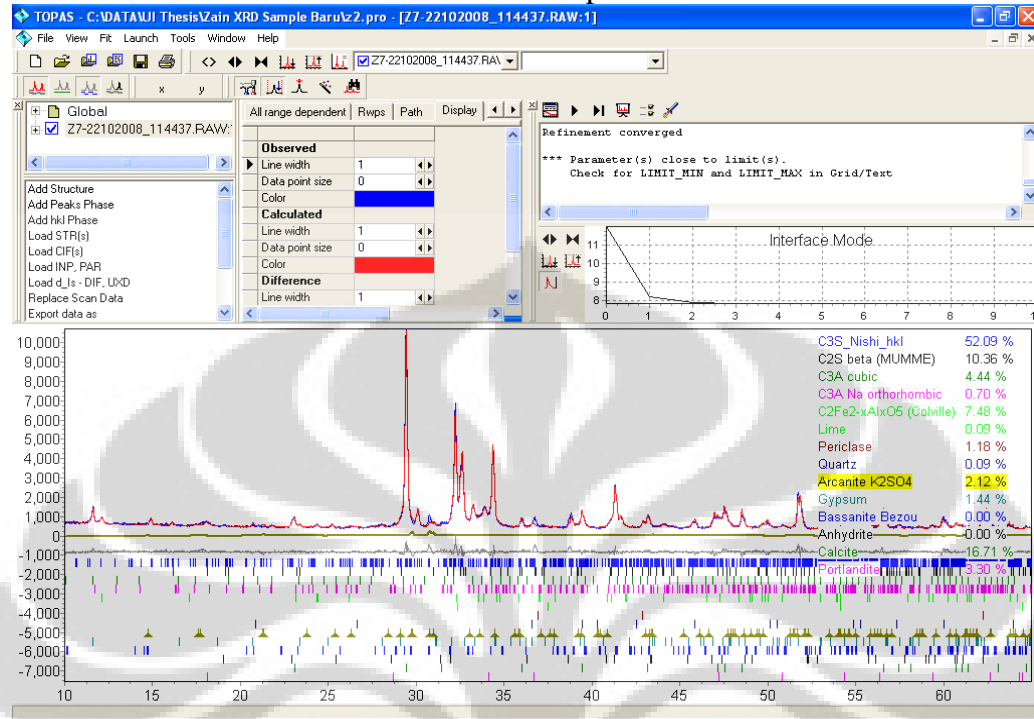 TOPAS - C:\DATA\UI Thesis\Zain XRD Sample Baru\z2.pro - [Z7-22102008_114437.RAW:1]
File View Fit Launch Tools Window Help
Z7-22102008_114437.RA\
x y
Global
Z7-22102008_114437.RAW:
Add Structure
Add Peaks Phase
Add hkl Phase
Load STR(s)
Load CIF(s)
Load INP, PAR
Load d_Is - DIF, UXD
Replace Scan Data
Export data as
All range dependent Rwps Path Display
Observed
Line width 1
Data point size 0
Color
Calculated
Line width 1
Data point size 0
Color
Difference
Line width 1
Refinement converged
*** Parameter(s) close to limit(s).
Check for LIMIT_MIN and LIMIT_MAX in Grid/Text
Interface Mode
11
10
9
8
0 1 2 3 4 5 6 7 8 9
C3S_Nishi_hkl 52.09 %
C2S beta (MUMME) 10.36 %
C3A cubic 4.44 %
C3A Na orthorhombic 0.70 %
C2Fe2-xAlxO5 (Colville) 7.48 %
Lime 0.09 %
Periclase 1.18 %
Quartz 0.09 %
Arcanite K2SO4 2.12 %
Gypsum 1.44 %
Bassanite Bezou 0.00 %
Anhydrite 0.00 %
Calcite 16.71 %
Portlandite 3.30 %
10,000
9,000
8,000
7,000
6,000
5,000
4,000
3,000
2,000
1,000
0
-1,000
-2,000
-3,000
-4,000
-5,000
-6,000
-7,000
10 15 20 25 30 35 40 45 50 55 60